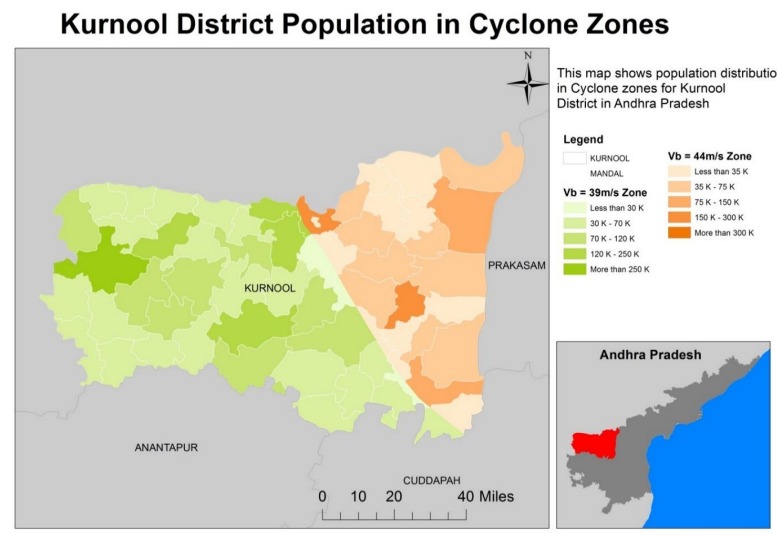 Kurnool District Population in Cyclone Zones
N
This map shows population distributio
in Cyclone zones for Kurnool
District in Andhra Pradesh
Legend
KURNOOL
MANDAL
Vb = 39m/s Zone
Less than 30 K
30 K - 70 K
70 K - 120 K
120 K - 250 K
More than 250 K
Vb = 44m/s Zone
Less than 35 K
35 K - 75 K
75 K - 150 K
150 K - 300 K
More than 300 K
PRAKASAM
KURNOOL
ANANTAPUR
CUDDAPAH
0 10 20 40 Miles
Andhra Pradesh